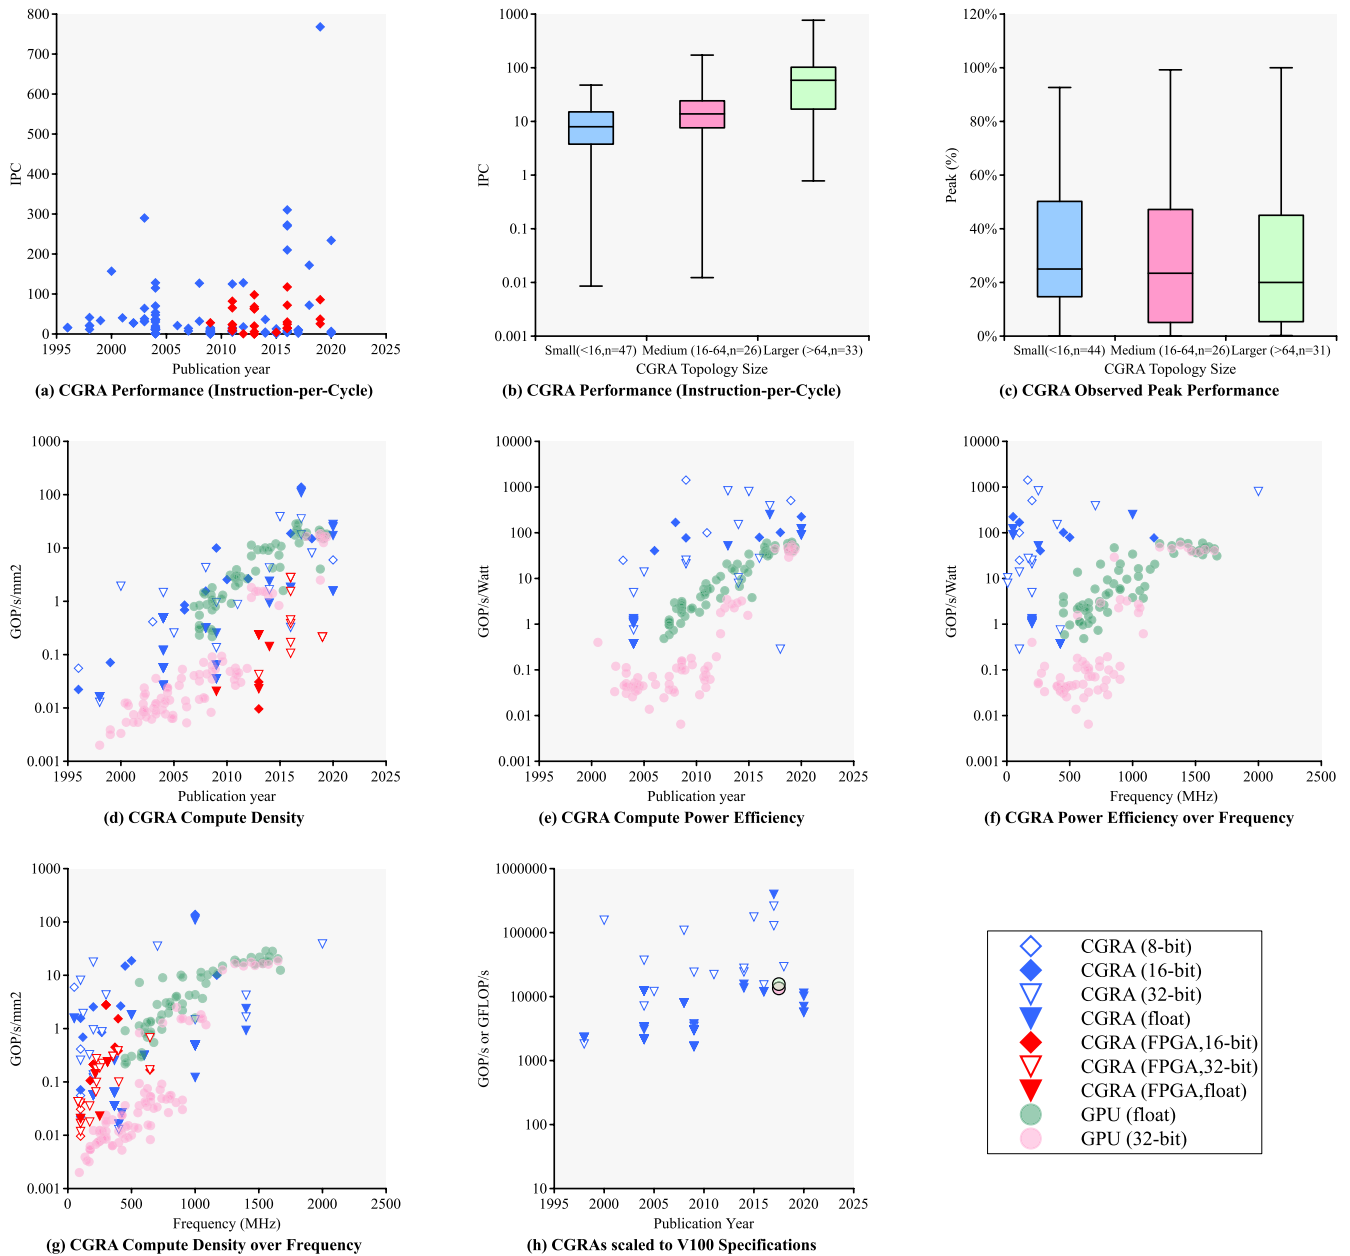 800
700
600
500
400
300
200
100
0
IPC
1995 2000 2005 2010 2015 2020 2025
Publication year
(a) CGRA Performance (Instruction-per-Cycle)
1000
100
10
1
0.1
0.01
0.001
IPC
Small(<16,n=47) Medium (16-64,n=26) Larger (>64,n=33)
CGRA Topology Size
(b) CGRA Performance (Instruction-per-Cycle)
120%
100%
80%
60%
40%
20%
0%
Peak (%)
Small(<16,n=44) Medium (16-64,n=26) Larger (>64,n=31)
CGRA Topology Size
(c) CGRA Observed Peak Performance
1000
100
10
1
0.1
0.01
0.001
GOP/s/mm2
1995 2000 2005 2010 2015 2020 2025
Publication year
(d) CGRA Compute Density
10000
1000
100
10
1
0.1
0.01
0.001
GOP/s/Watt
1995 2000 2005 2010 2015 2020 2025
Publication year
(e) CGRA Compute Power Efficiency
10000
1000
100
10
1
0.1
0.01
0.001
GOP/s/Watt
0 500 1000 1500 2000 2500
Frequency (MHz)
(f) CGRA Power Efficiency over Frequency
1000
100
10
1
0.1
0.01
0.001
GOP/s/mm2
0 500 1000 1500 2000 2500
Frequency (MHz)
(g) CGRA Compute Density over Frequency
1000000
100000
10000
1000
100
10
GOP/s or GFLOP/s
1995 2000 2005 2010 2015 2020 2025
Publication Year
(h) CGRAs scaled to V100 Specifications
CGRA (8-bit)
CGRA (16-bit)
CGRA (32-bit)
CGRA (float)
CGRA (FPGA,16-bit)
CGRA (FPGA,32-bit)
CGRA (FPGA,float)
GPU (float)
GPU (32-bit)